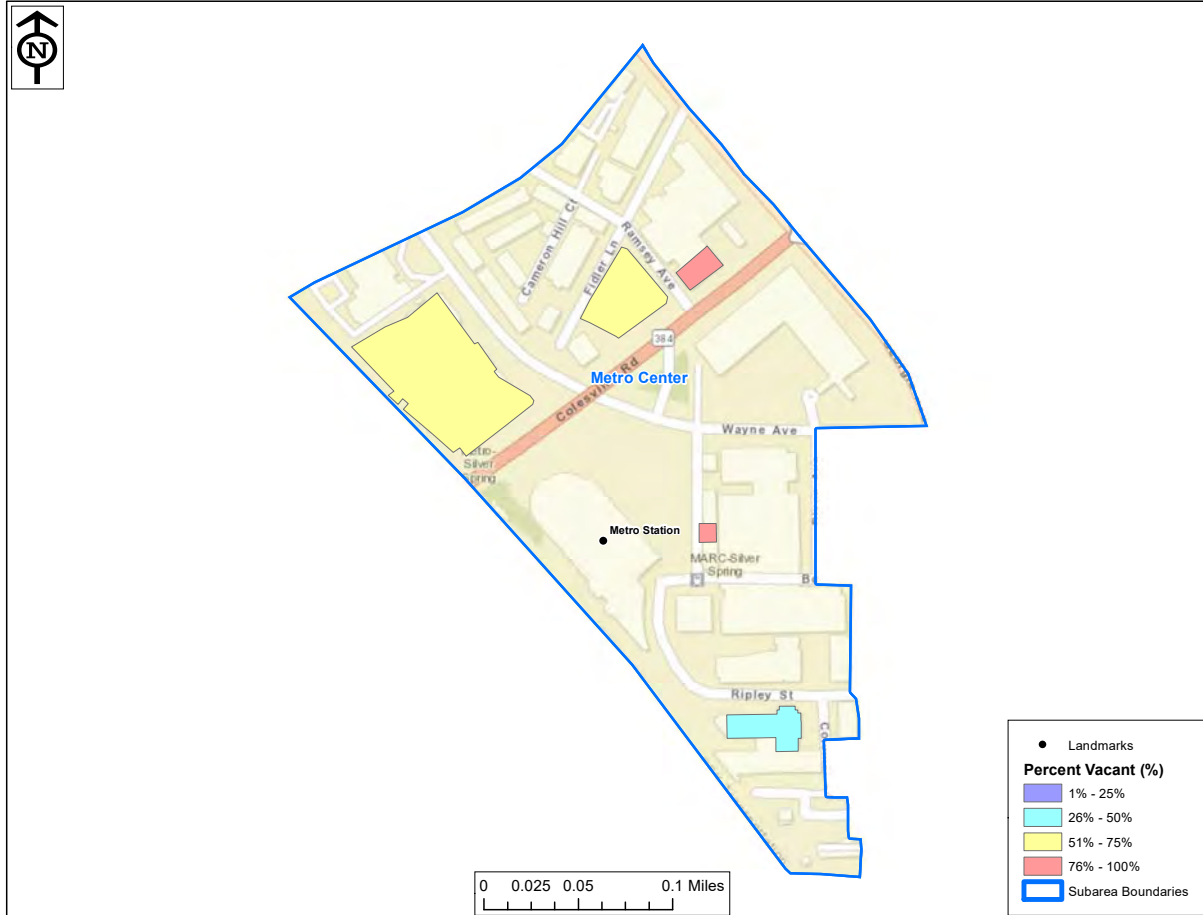 N
Cameron Hill Ct
Fidler Ln
Ramsey Ave
384
Metro Center
Colesville Rd
Wayne Ave
Silver
Spring
Metro Station
MARC-Silver
Spring
Ripley St
Landmarks
Percent Vacant (%)
1% - 25%
26% - 50%
51% - 75%
76% - 100%
Subarea Boundaries
0 0.025 0.05 0.1 Miles